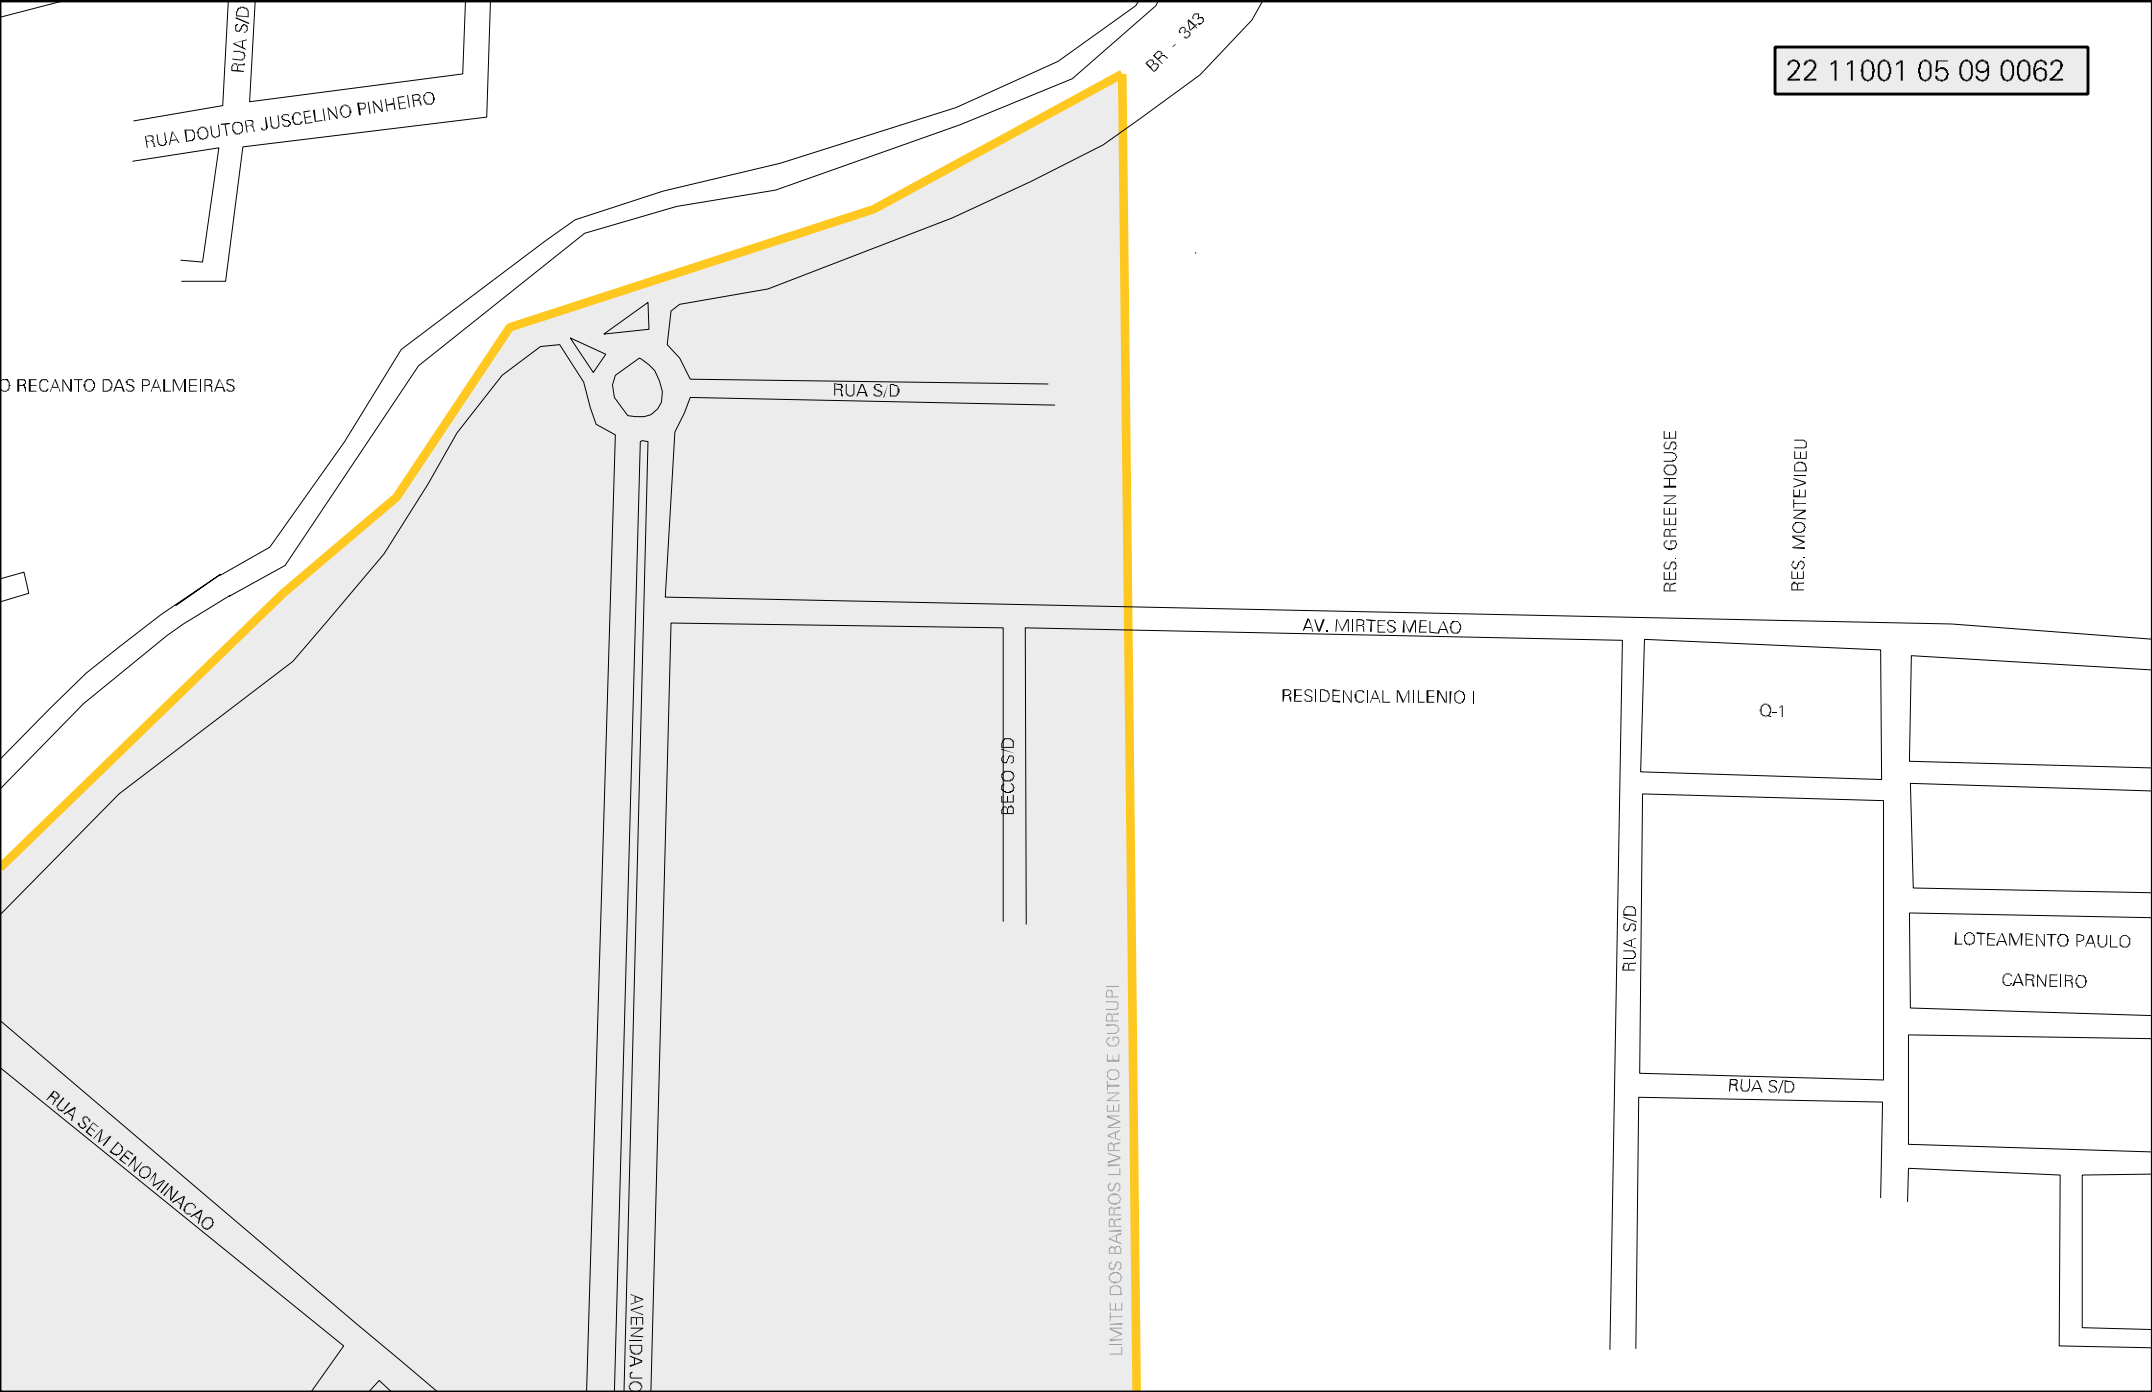 RUA S/D
BR - 343
22 11001 05 09 0062
RUA DOUTOR JUSCELINO PINHEIRO
O RECANTO DAS PALMEIRAS
RUA S/D
RES. GREEN HOUSE
RES. MONTEVIDEU
AV. MIRTES MELAO
RESIDENCIAL MILENIO I
Q-1
BECO S/D
RUA S/D
LOTEAMENTO PAULO
CARNEIRO
LIMITE DOS BAIRROS LIVRAMENTO E GURUPI
RUA S/D
RUA SEM DENOMINACAO
AVENIDA JO